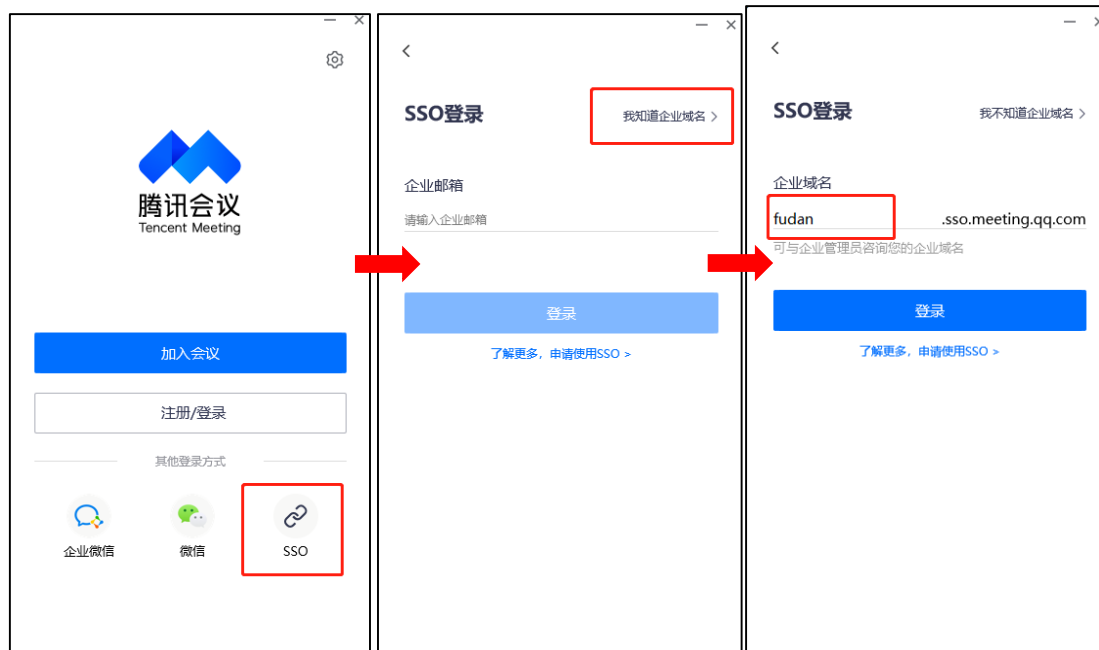 腾讯会议
Tencent Meeting
加入会议
注册/登录
其他登录方式
企业微信
微信
SSO
SSO登录
我知道企业域名 >
企业邮箱
请输入企业邮箱
登录
了解更多，申请使用SSO >
SSO登录
我不知道企业域名 >
企业域名
fudan .sso.meeting.qq.com
可与企业管理员咨询您的企业域名
登录
了解更多，申请使用SSO >